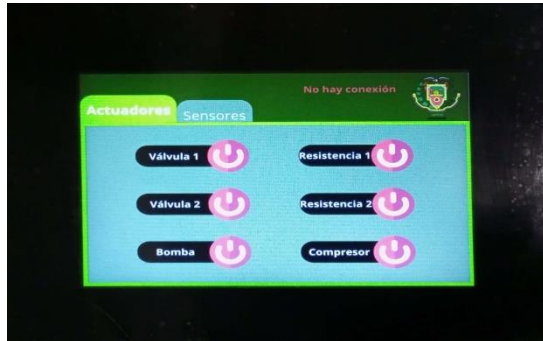 No hay conexión
Actuadores
Sensores
Válvula 1
Resistencia 1
Válvula 2
Resistencia 2
Bomba
Compresor